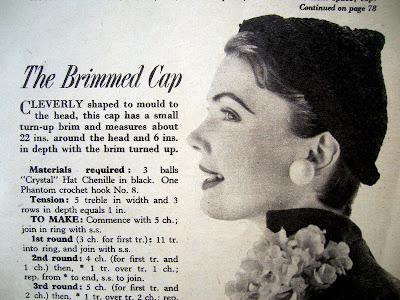 Continued on page 78
The Brimmed Cap
CLEVERLY shaped to mould to
the head, this cap has a small
turn-up brim and measures about
22 ins. around the head and 6 ins.
in depth with the brim turned up.
Materials required: 3 balls
"Crystal" Hat Chenille in black. One
Phantom crochet hook No. 8.
Tension: 5 treble in width and 3
rows in depth equals 1 in.
TO MAKE: Commence with 5 ch.;
join in ring with s.s.
1st round (3 ch. for first tr.): 11 tr.
into ring, and join with s.s.
2nd round: 4 ch. (for first tr. and
1 ch.) then, * 1 tr. over 1 ch.;
rep. from * to end, s.s. to join.
3rd round: 5 ch. (for first tr. and
2 ch.) then, * 1 tr. over 2 ch.; rep.